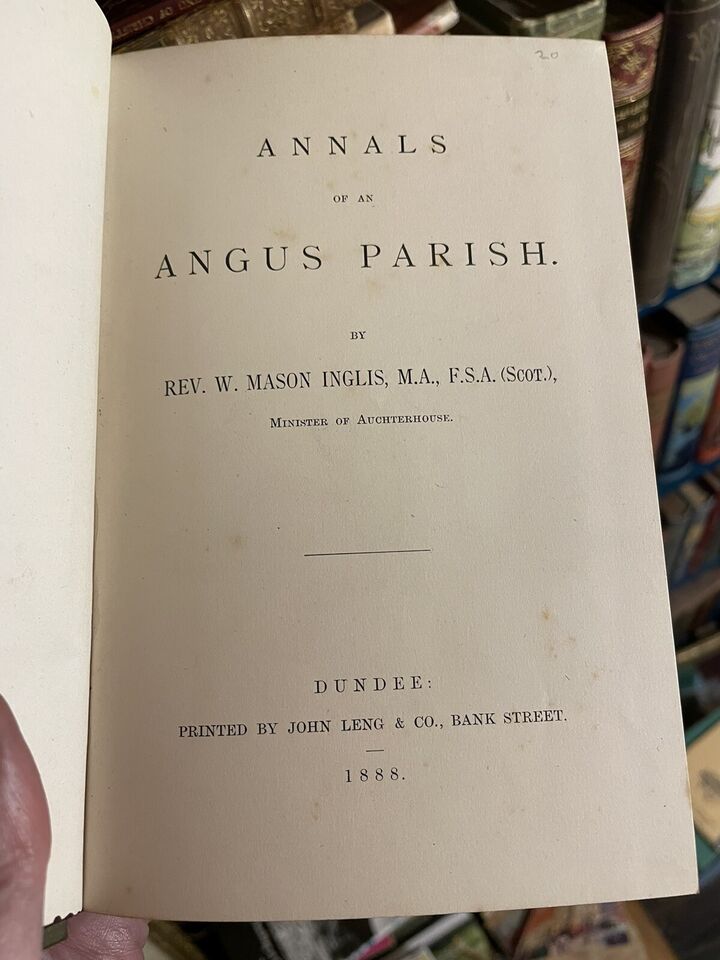 20
ANNALS
OF AN
ANGUS PARISH.
BY
REV. W. MASON INGLIS, M.A., F.S.A. (SCOT.),
MINISTER OF AUCHTERHOUSE.
DUNDEE:
PRINTED BY JOHN LENG & CO., BANK STREET.
1888.